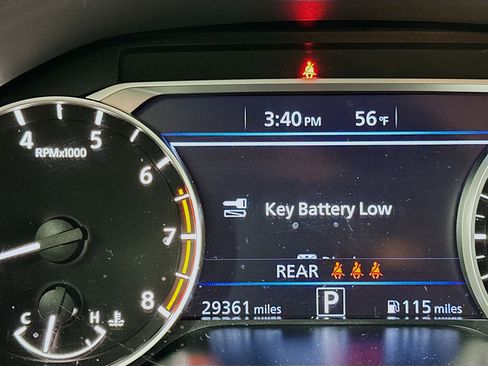 3:40 PM 56°F
4 5 6 7 8
RPMx1000
Key Battery Low
REAR
C H
29361 miles P 115 miles